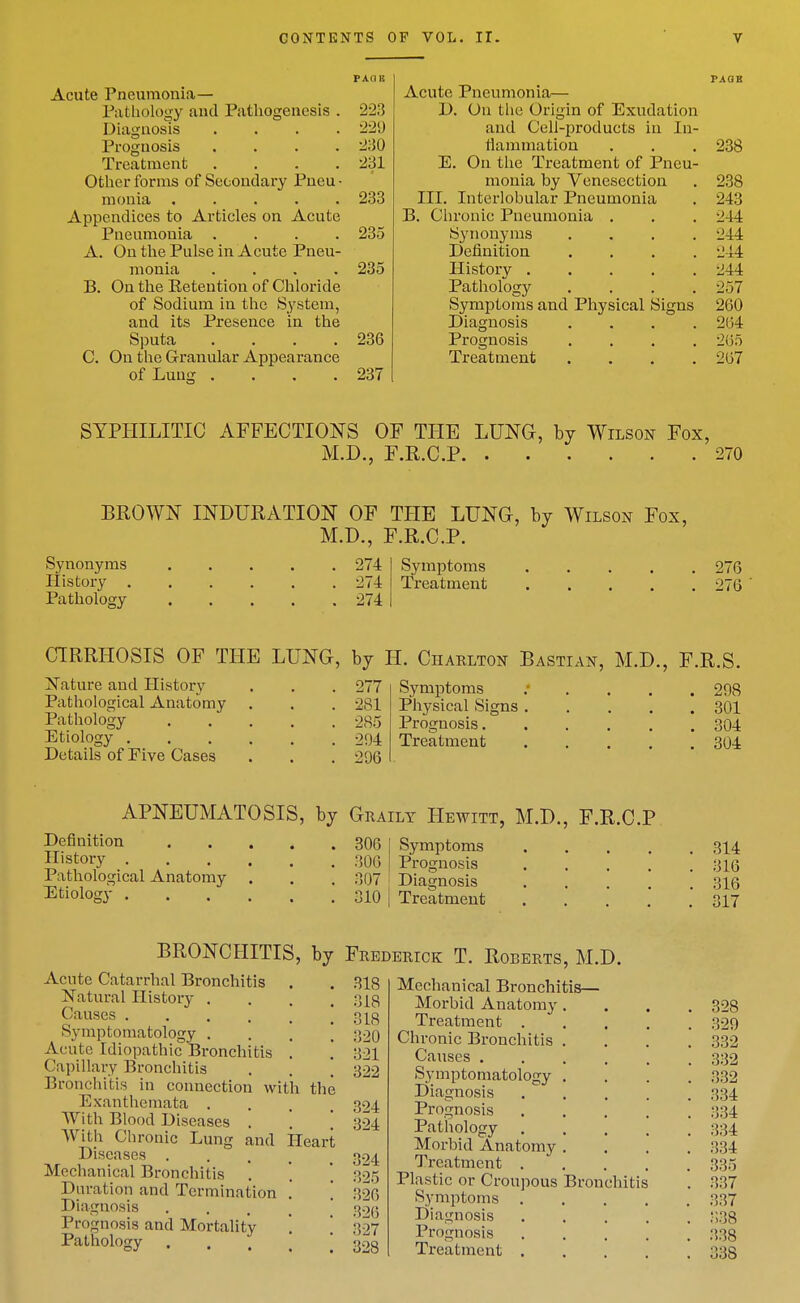 CONTENTS OF VOL. II. V
PAGE
Acute Pneumonia—
Pathology and Pathogenesis . 223
Diagnosis . . . . 229
Prognosis . . . . 230
Treatment . . . . 231
Other forms of Secondary Pneu-
monia . . . . . 233
Appendices to Articles on Acute
Pneumonia . . . . 235
A. On the Pulse in Acute Pneu-
monia . . . . 235
B. On the Retention of Chloride
of Sodium in the System,
and its Presence in the
Sputa . . . . 236
C. On the Granular Appearance
of Lung . . . . 237
PAGE
Acute Pneumonia—
D. On the Origin of Exudation
and Cell-products in In-
flammation . . . 238
E. On the Treatment of Pneu-
monia by Venesection . 238
III. Interlobular Pneumonia . 243
B. Chronic Pneumonia . . . 244
Synonyms . . . . 244
Definition . . . . 244
History . . . . . 244
Pathology . . . . 257
Symptoms and Physical Signs 260
Diagnosis . . . . 264
Prognosis . . . . 265
Treatment . . . . 267
SYPHILITIC AFFECTIONS OF THE LUNG, by Wilson Fox,
M.D., F.R.C.P. . . . . . . . 270
BROWN INDURATION OF THE LUNG, by Wilson Fox,
M.D., F.R.C.P.
Synonyms . . . . . 274
History . . . . . . 274
Pathology . . . . . 274
Symptoms . . . . . 276
Treatment . . . . . 276
CIRRHOSIS OF THE LUNG, by H. Charlton Bastian, M.D., F.R.S.
Nature and History . . . 277
Pathological Anatomy . . . 281
Pathology . . . . . 285
Etiology . . . . . . 294
Details of Five Cases . . . 296
Symptoms . . . . . 298
Physical Signs . . . . . 301
Prognosis . . . . . . 304
Treatment . . . . . 304
APNEUMATOSIS, by Graily Hewitt, M.D., F.R.C.P
Definition . . . . . 306
History . . . . . . 306
Pathological Anatomy . . . 307
Etiology . . . . . . 310
Symptoms . . . . . 314
Prognosis . . . . . 316
Diagnosis . . . . . 316
Treatment . . . . . 317
BRONCHITIS, by Frederick T. Roberts, M.D.
Acute Catarrhal Bronchitis . . 318
Natural History . . . . 318
Causes . . . . . . 318
Symptomatology . . . . 320
Acute Idiopathic Bronchitis . . 321
Capillary Bronchitis . . . 322
Bronchitis in connection with the
Exanthemata . . . . 324
With Blood Diseases . . . 324
With Chronic Lung and Heart
Diseases . . . . . 324
Mechanical Bronchitis . . . 325
Duration and Termination . . 326
Diagnosis . . . . . 326
Prognosis and Mortality . . 327
Pathology . . . . . 328
Mechanical Bronchitis—
Morbid Anatomy . . . . 328
Treatment . . . . . 329
Chronic Bronchitis . . . . 332
Causes . . . . . . 332
Symptomatology . . . . 332
Diagnosis . . . . . 334
Prognosis . . . . . 334
Pathology . . . . . 334
Morbid Anatomy . . . . 334
Treatment . . . . . 335
Plastic or Croupous Bronchitis . 337
Symptoms . . . . . 337
Diagnosis . . . . . 338
Prognosis . . . . . 338
Treatment . . . . . 338